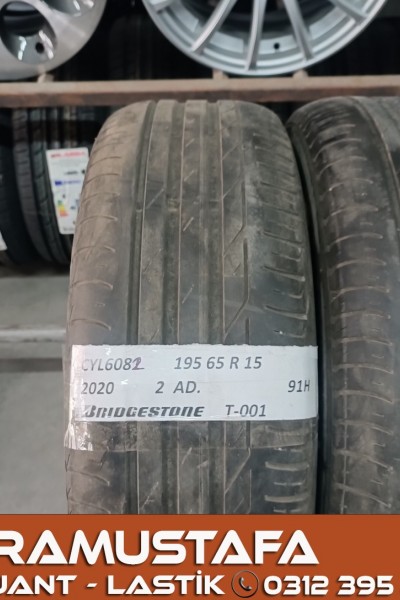 CYL6082 195 65 R 15
2020 2 AD. 91H
BRIDGESTONE T-001
RAMUSTAFA
JANT - LASTİK 0312 395